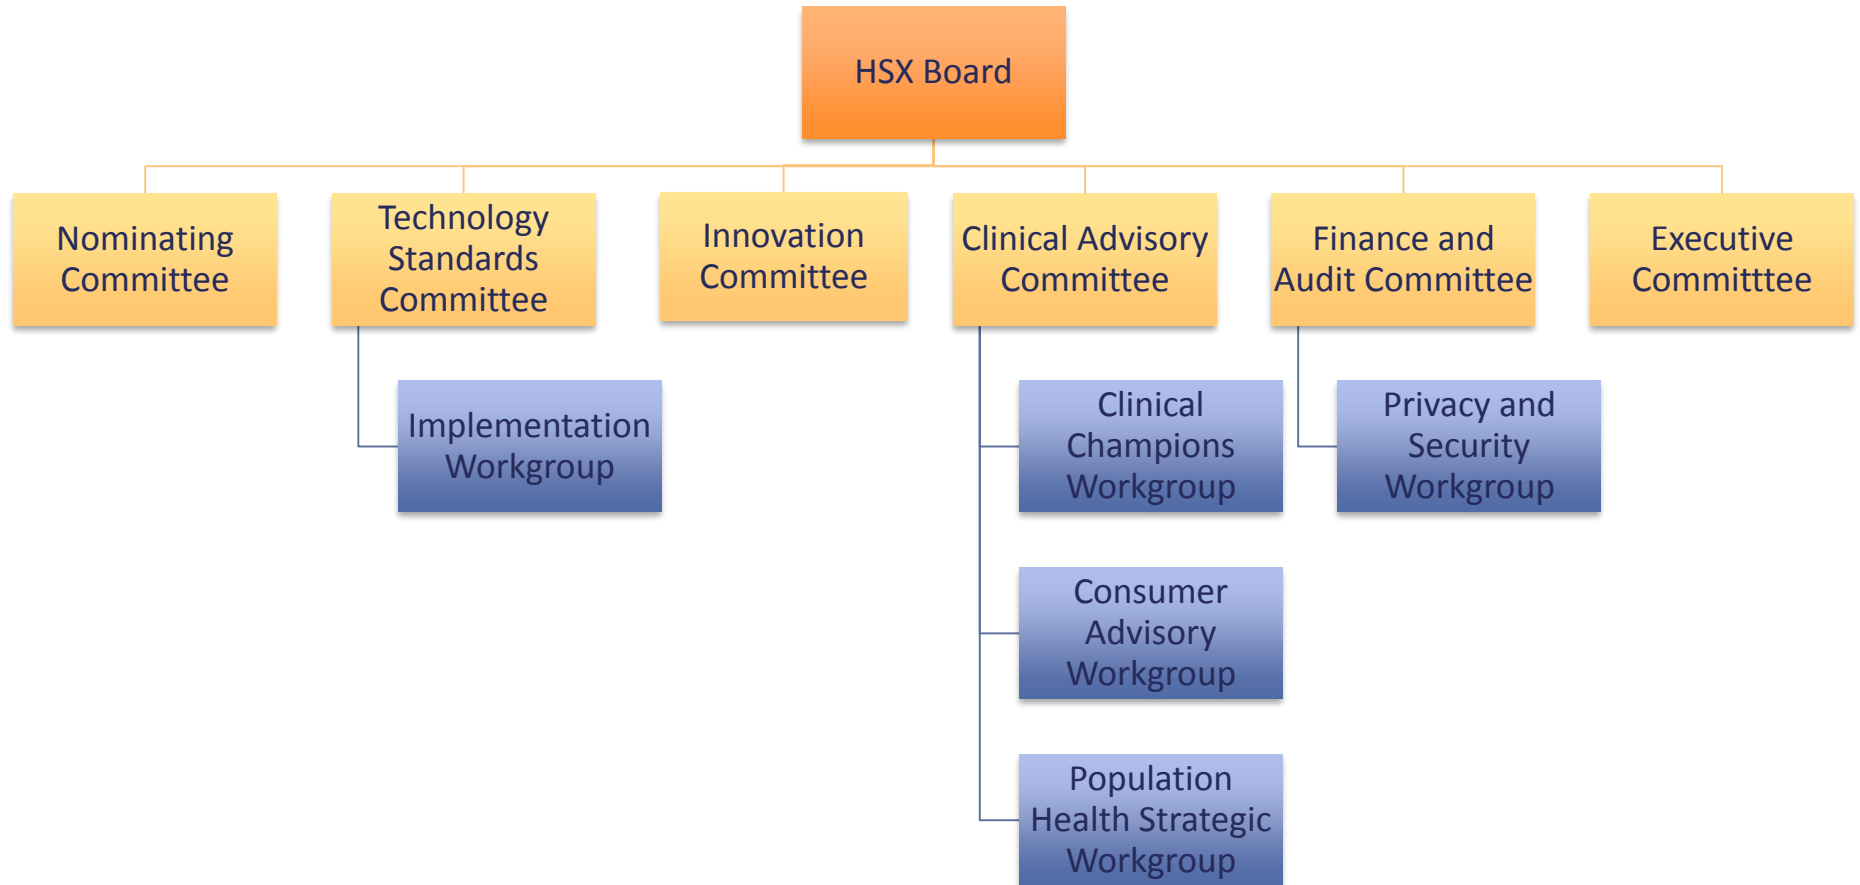 HSX Board
Nominating
Committee
Technology
Standards
Committee
Innovation
Committee
Clinical Advisory
Committee
Finance and
Audit Committee
Executive
Committtee
Implementation
Workgroup
Clinical
Champions
Workgroup
Privacy and
Security
Workgroup
Consumer
Advisory
Workgroup
Population
Health Strategic
Workgroup